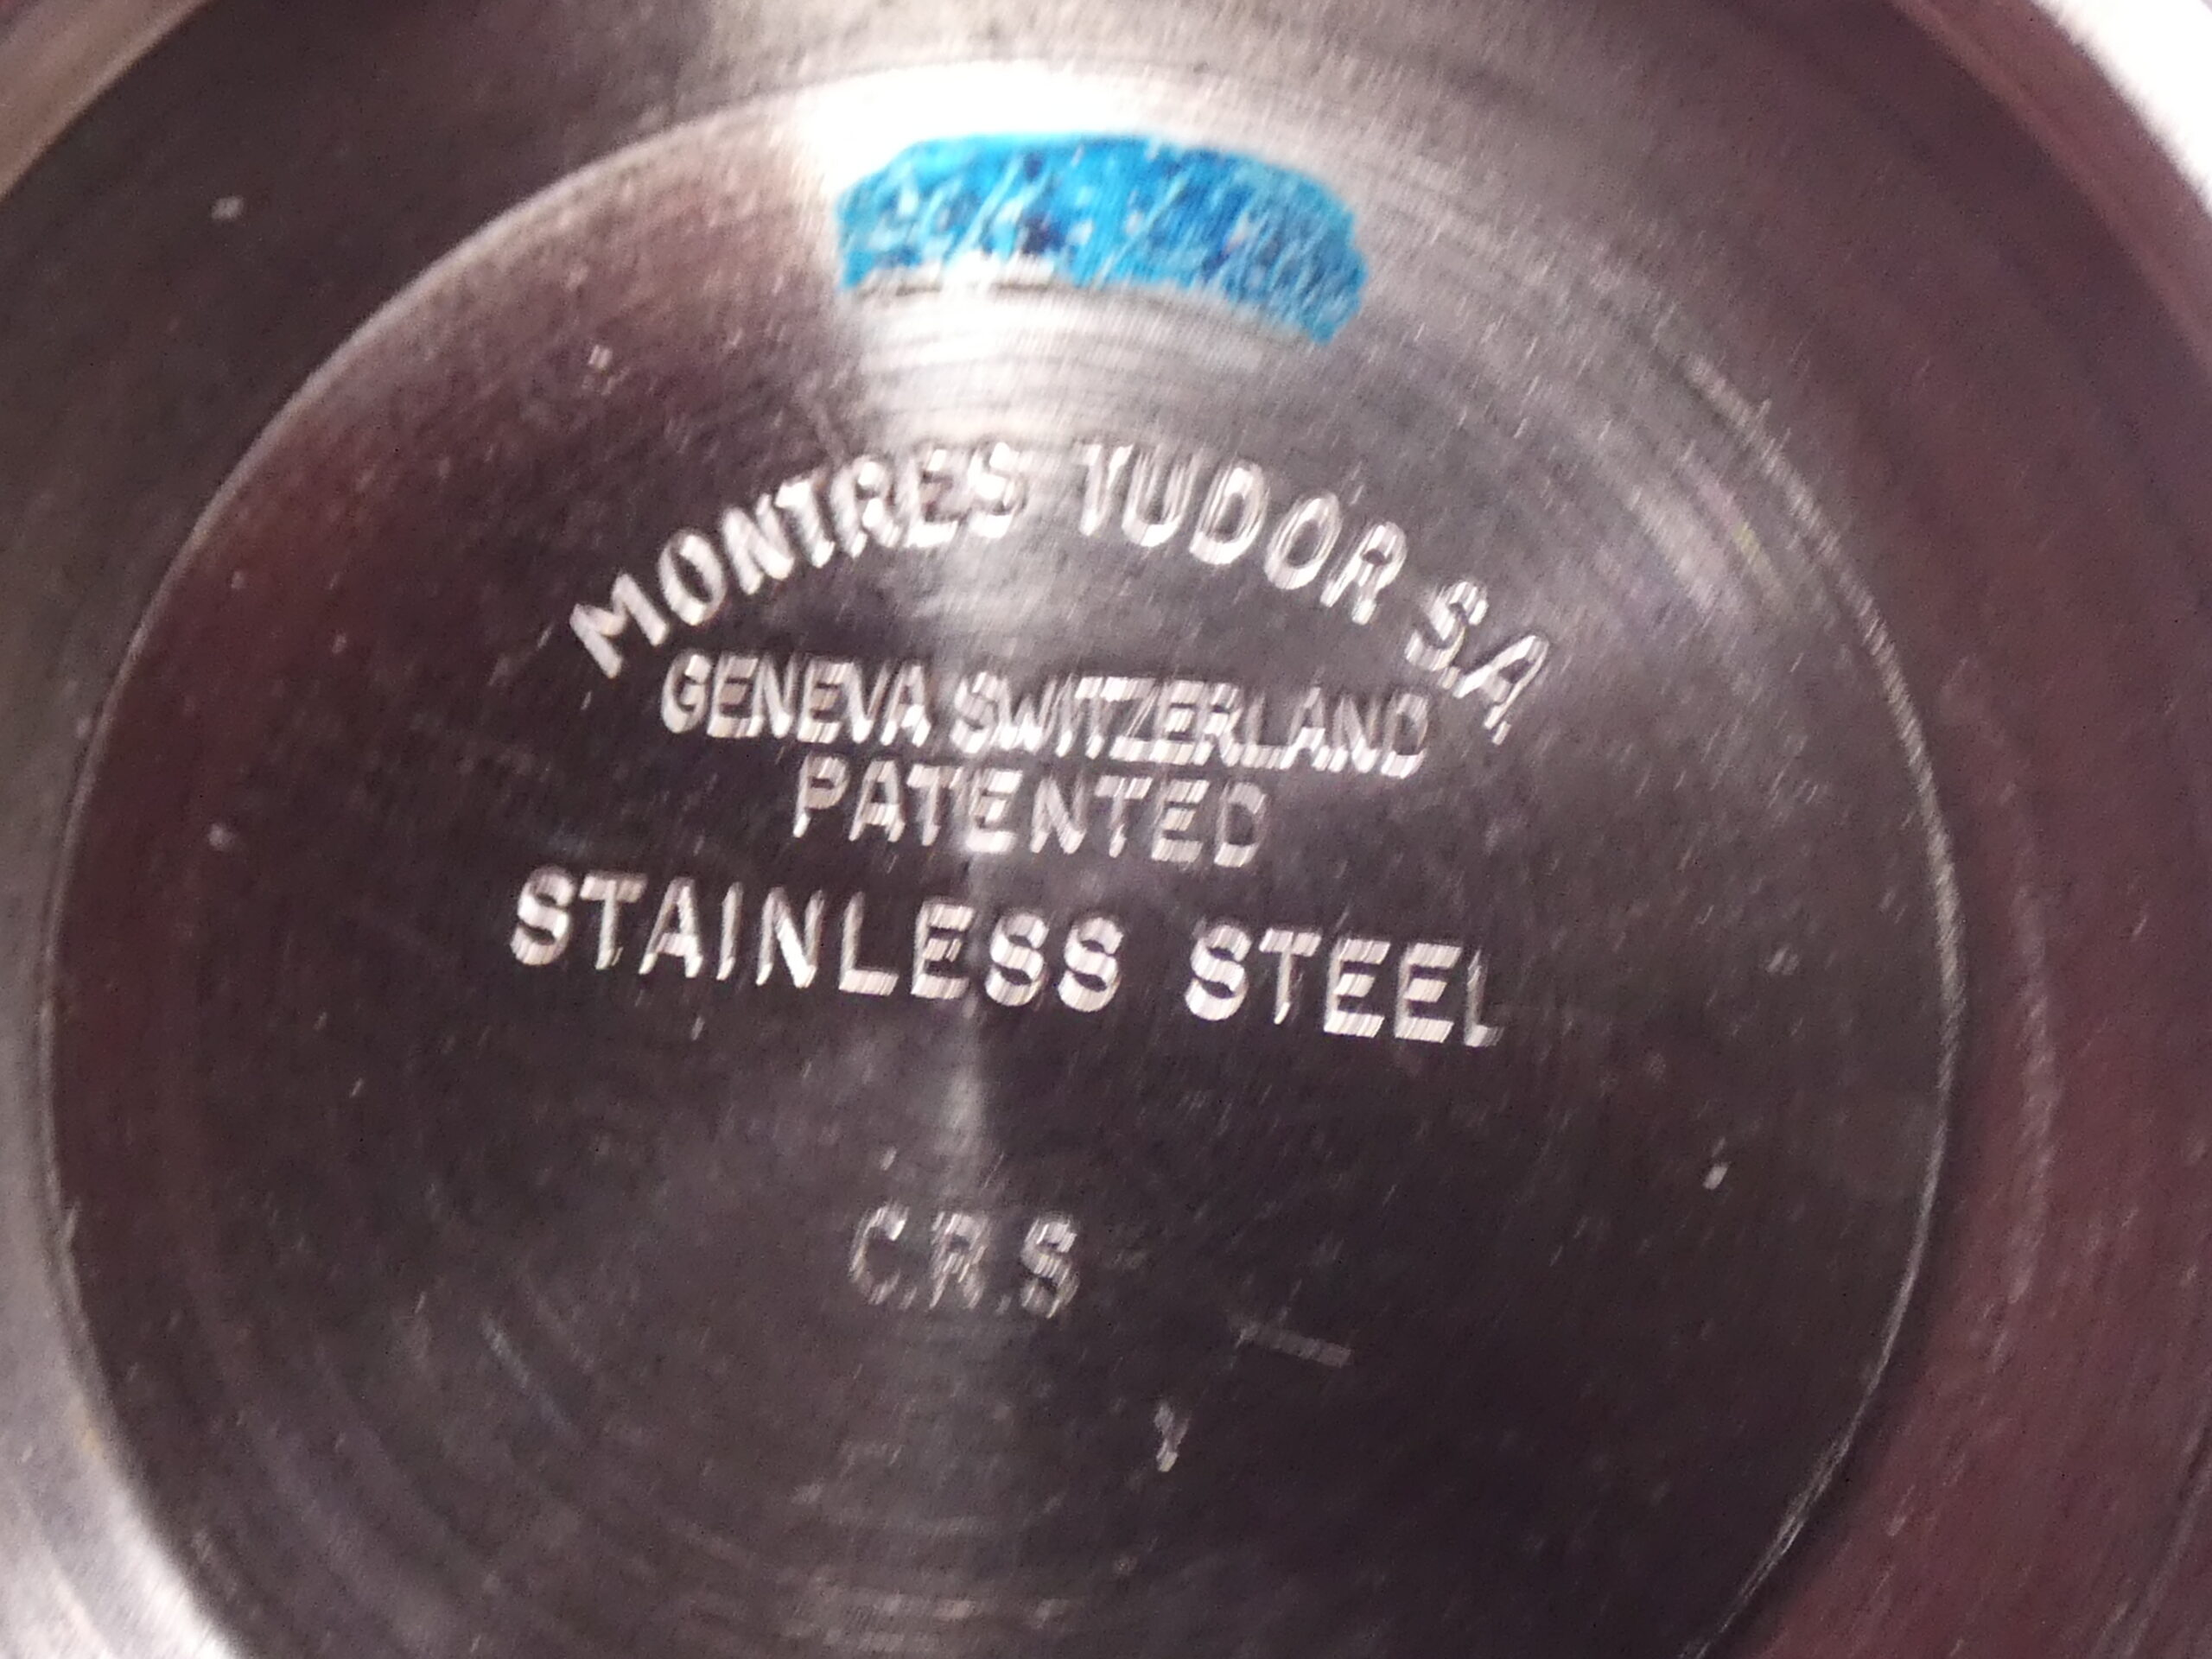 MONTRES TUDOR S.A.
GENEVA SWITZERLAND
PATENTED
STAINLESS STEEL
C.R.S